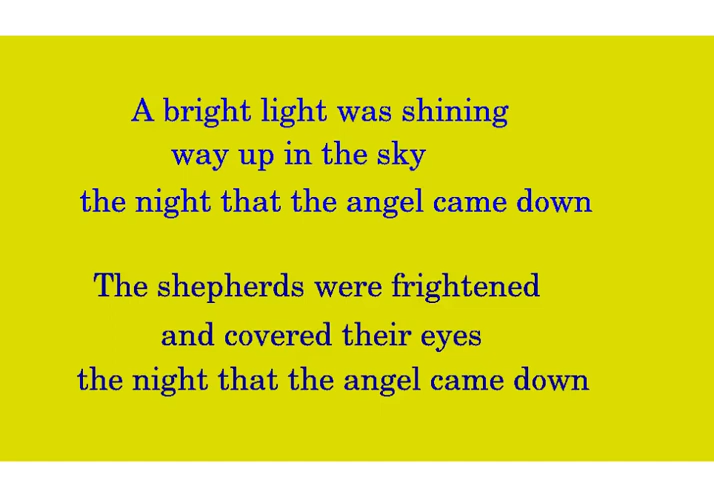 A bright light was shining
way up in the sky
the night that the angel came down
The shepherds were frightened
and covered their eyes
the night that the angel came down